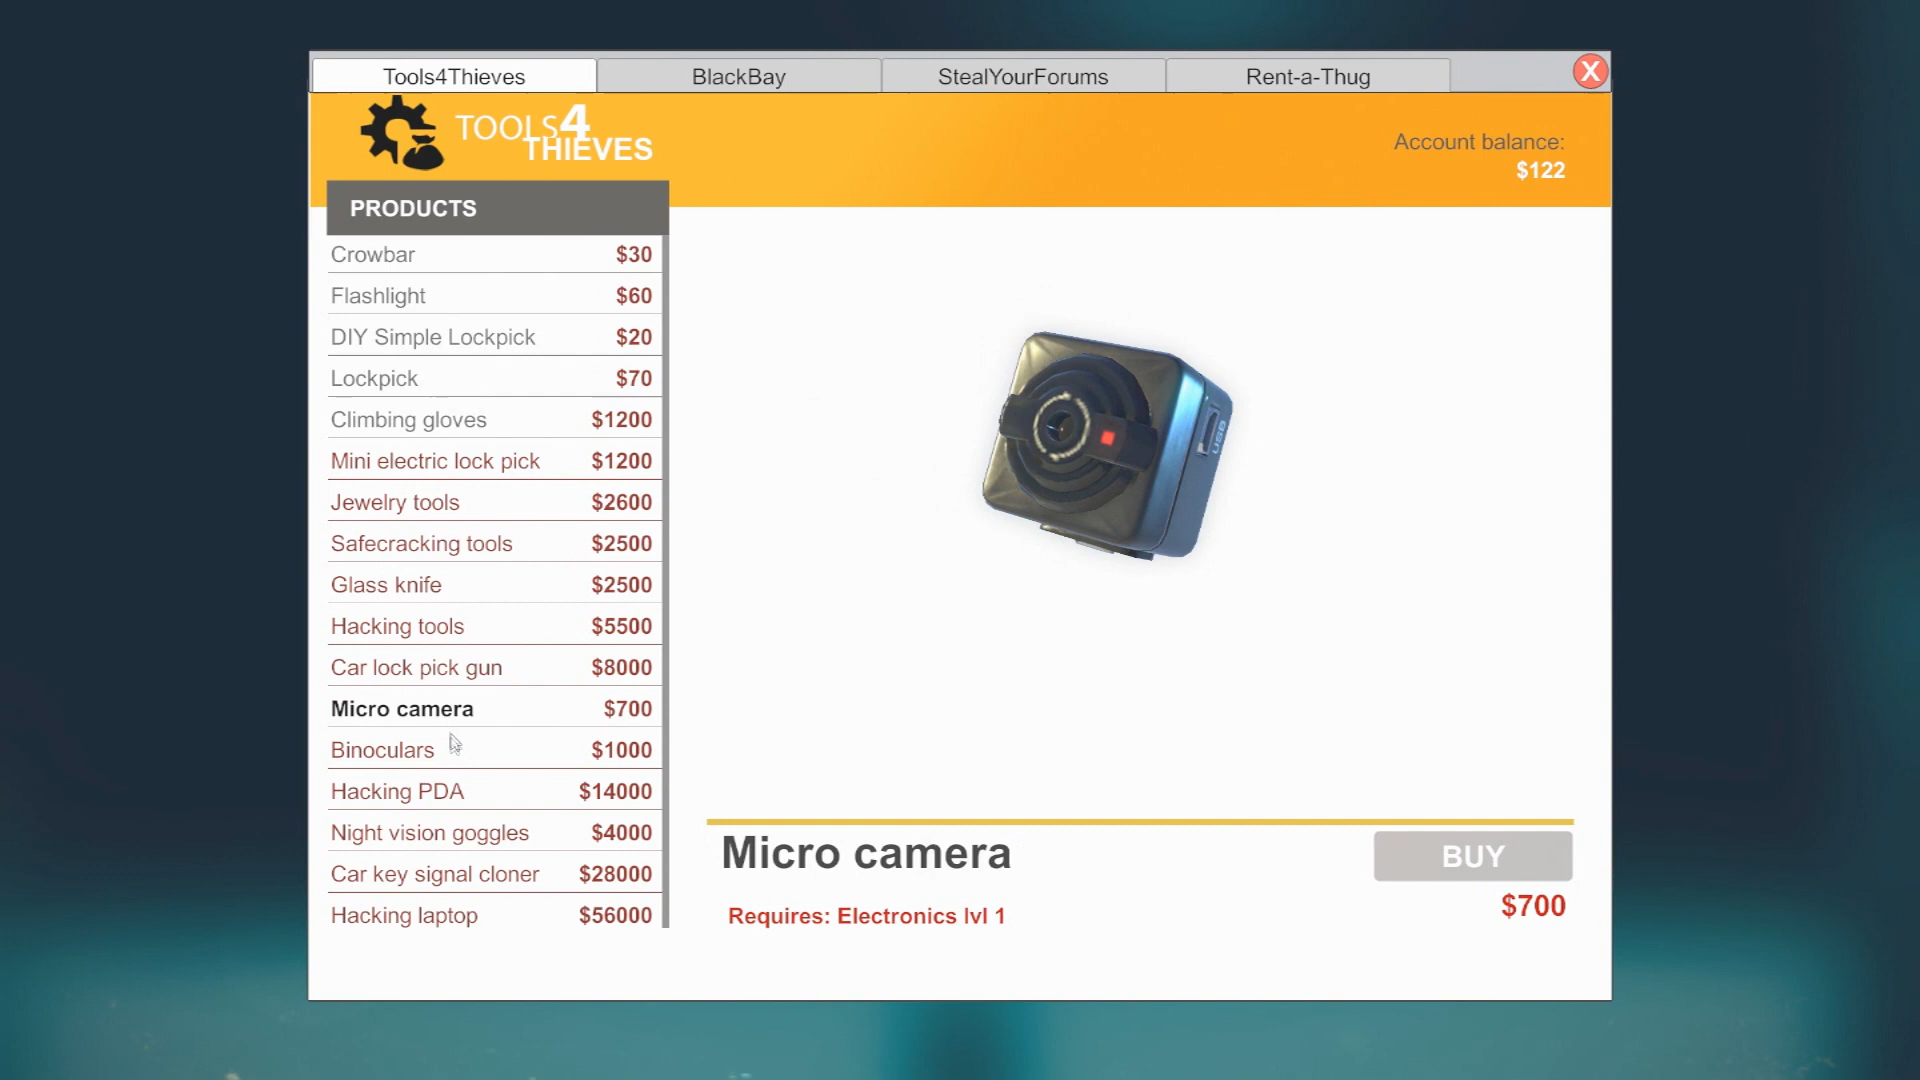 Tools4Thieves BlackBay StealYourForums Rent-a-Thug X
TOOLS4
THIEVES
Account balance:
$122
PRODUCTS
Crowbar $30
Flashlight $60
DIY Simple Lockpick $20
Lockpick $70
Climbing gloves $1200
Mini electric lock pick $1200
Jewelry tools $2600
Safecracking tools $2500
Glass knife $2500
Hacking tools $5500
Car lock pick gun $8000
Micro camera $700
Binoculars $1000
Hacking PDA $14000
Night vision goggles $4000
Car key signal cloner $28000
Hacking laptop $56000
USB
Micro camera
BUY
$700
Requires: Electronics lvl 1